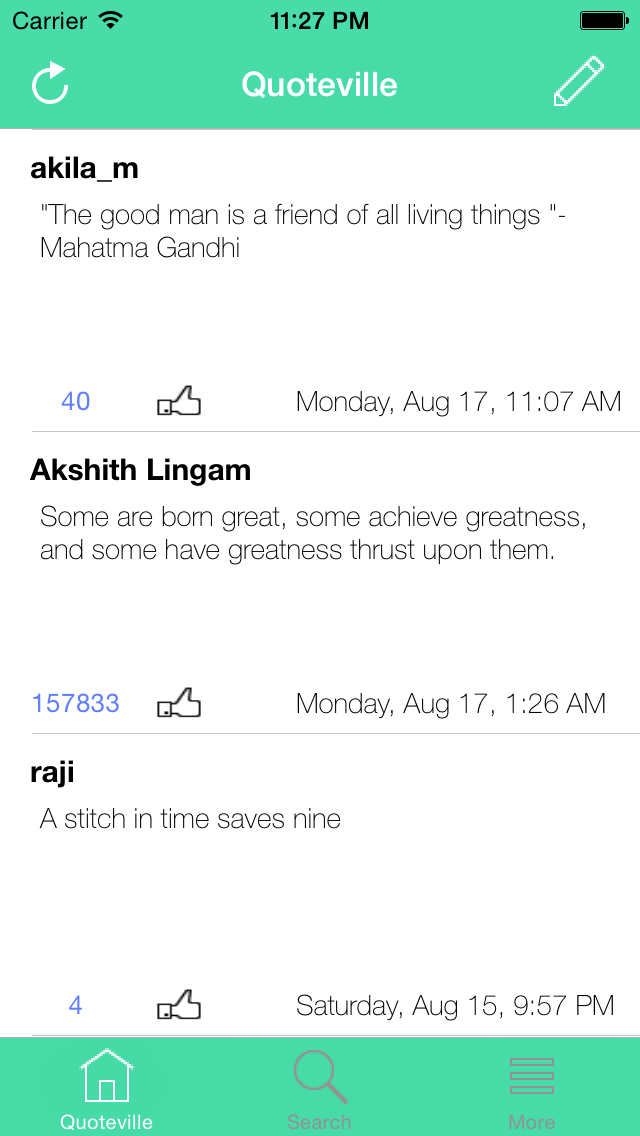 Carrier 11:27 PM
Quoteville
akila_m
"The good man is a friend of all living things "-
Mahatma Gandhi
40 Monday, Aug 17, 11:07 AM
Akshith Lingam
Some are born great, some achieve greatness,
and some have greatness thrust upon them.
157833 Monday, Aug 17, 1:26 AM
raji
A stitch in time saves nine
4 Saturday, Aug 15, 9:57 PM
Quoteville Search More